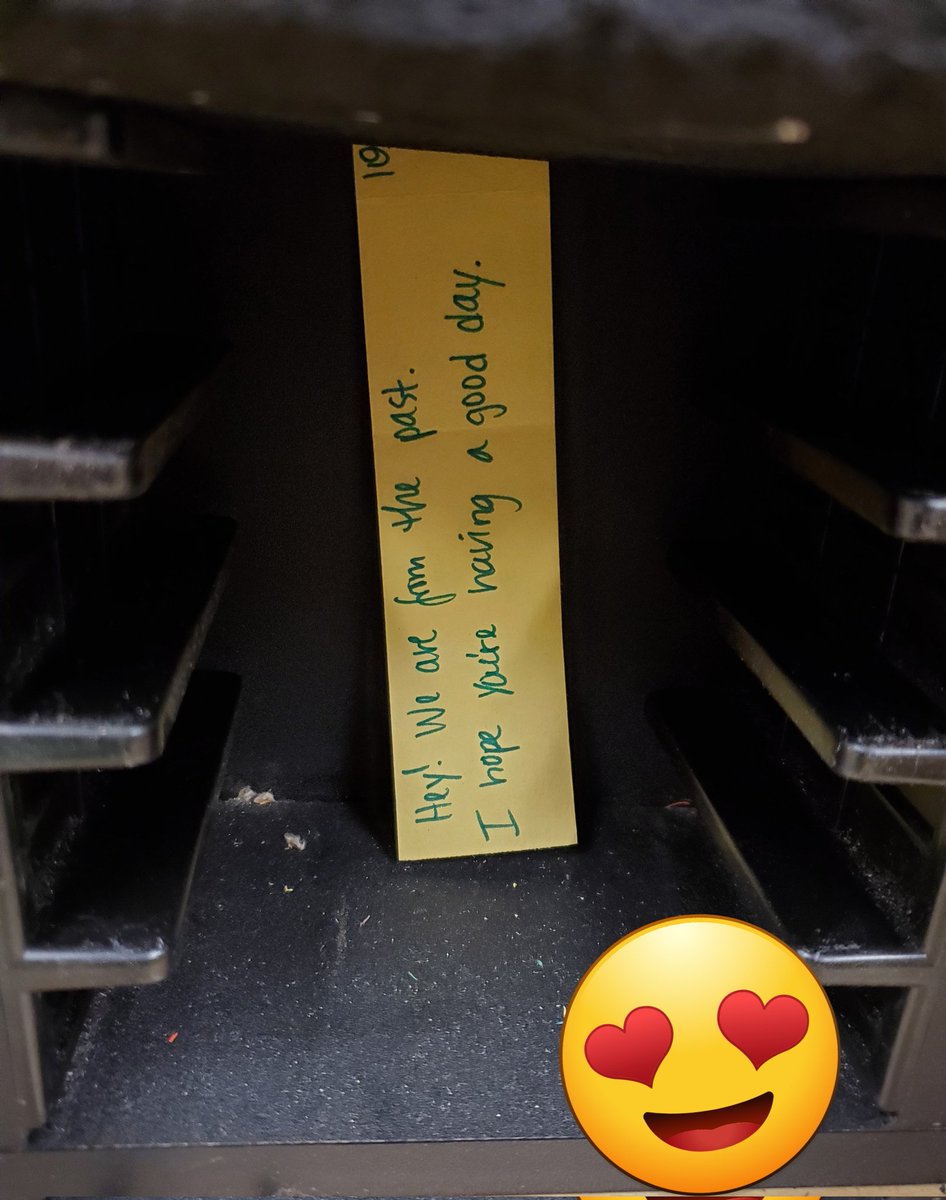 Hey! We are from the past.
I hope you're having a good day.